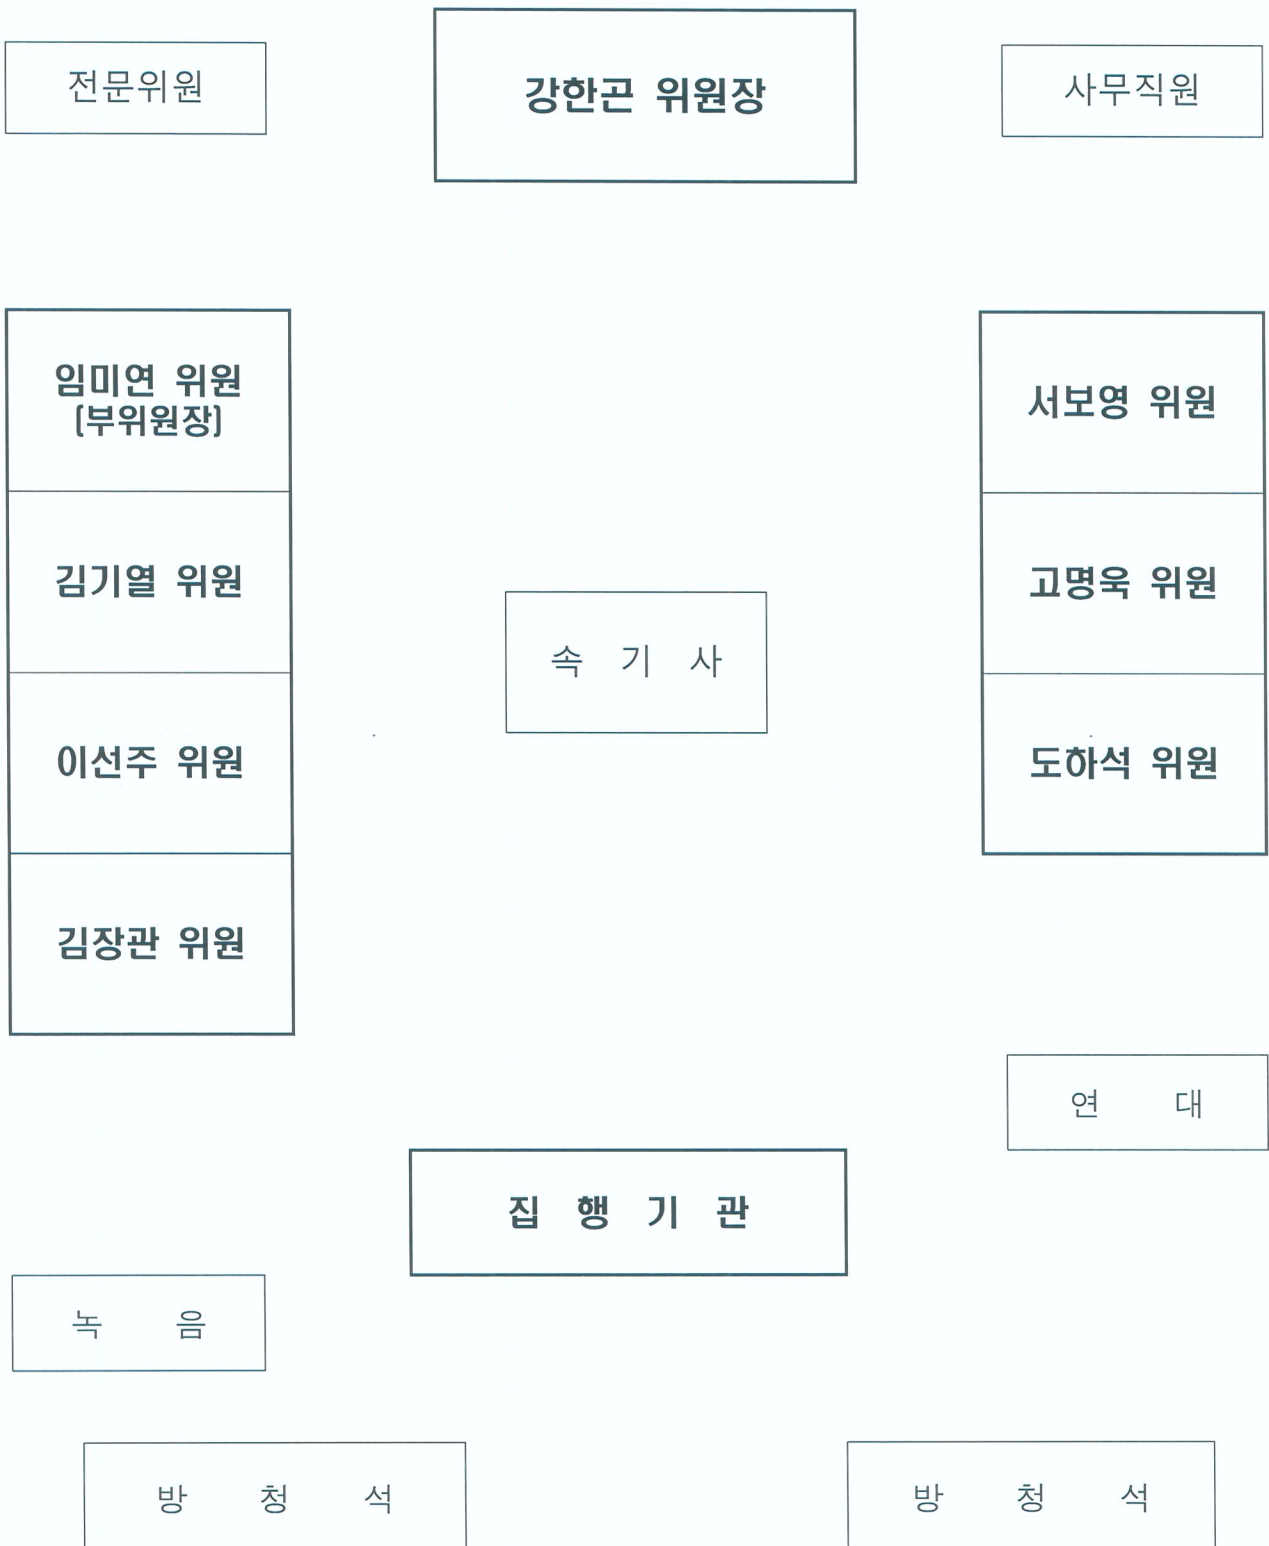 전문위원
강한곤 위원장
사무직원
임미연 위원
(부위원장)
김기열 위원
이선주 위원
김장관 위원
서보영 위원
고명욱 위원
도하석 위원
속 기 사
연 대
집 행 기 관
녹 음
방 청 석
방 청 석